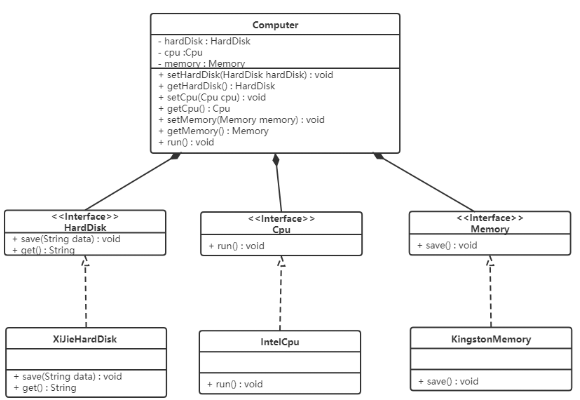 Computer
- hardDisk : HardDisk
- cpu :Cpu
- memory : Memory
+ setHardDisk(HardDisk hardDisk) : void
+ getHardDisk() : HardDisk
+ setCpu(Cpu cpu) : void
+ getCpu() : Cpu
+ setMemory(Memory memory) : void
+ getMemory() : Memory
+ run() : void
<<Interface>>
HardDisk
+ save(String data) : void
+ get() : String
<<Interface>>
Cpu
+ run() : void
<<Interface>>
Memory
+ save() : void
XiJieHardDisk
+ save(String data) : void
+ get() : String
IntelCpu
+ run() : void
KingstonMemory
+ save() : void